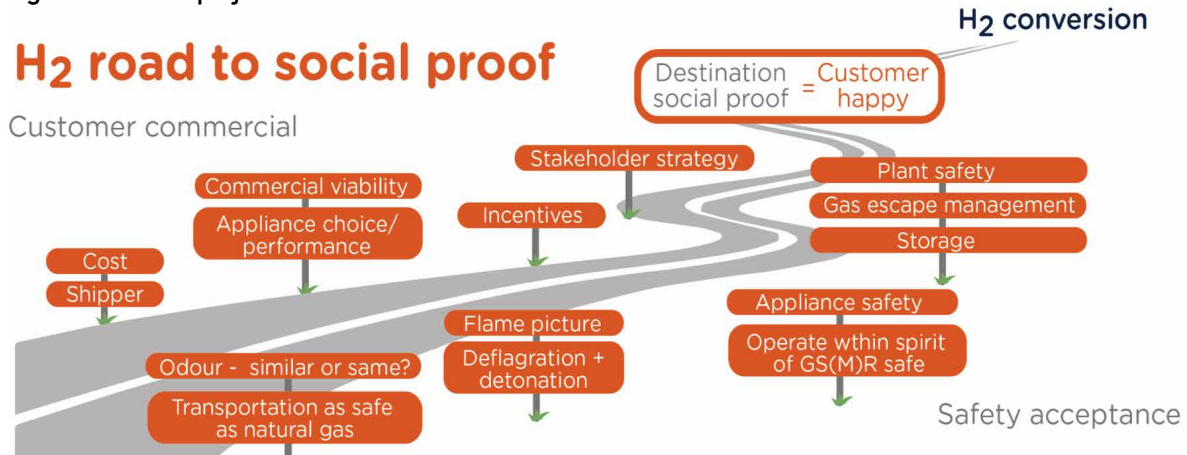 H2 conversion
H2 road to social proof
Destination
social proof
=
Customer
happy
Customer commercial
Stakeholder strategy
Plant safety
Commercial viability
Gas escape management
Appliance choice/
performance
Incentives
Storage
Cost
Shipper
Appliance safety
Flame picture
Operate wthin spirit
of GS(M)R safe
Deflagration +
detonation
Odour - similar or same?
Transportation as safe
as natural gas
Safety acceptance